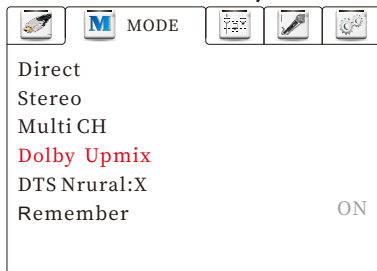 M MODE
Direct
Stereo
Multi CH
Dolby Upmix
DTS Nrural:X
Remember ON